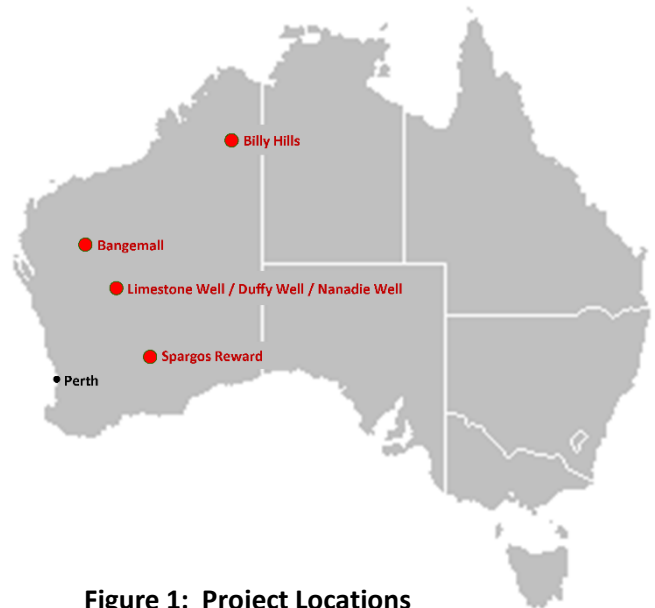 Billy Hills
Bangemall
Limestone Well / Duffy Well / Nanadie Well
Spargos Reward
Perth
Figure 1: Project Locations